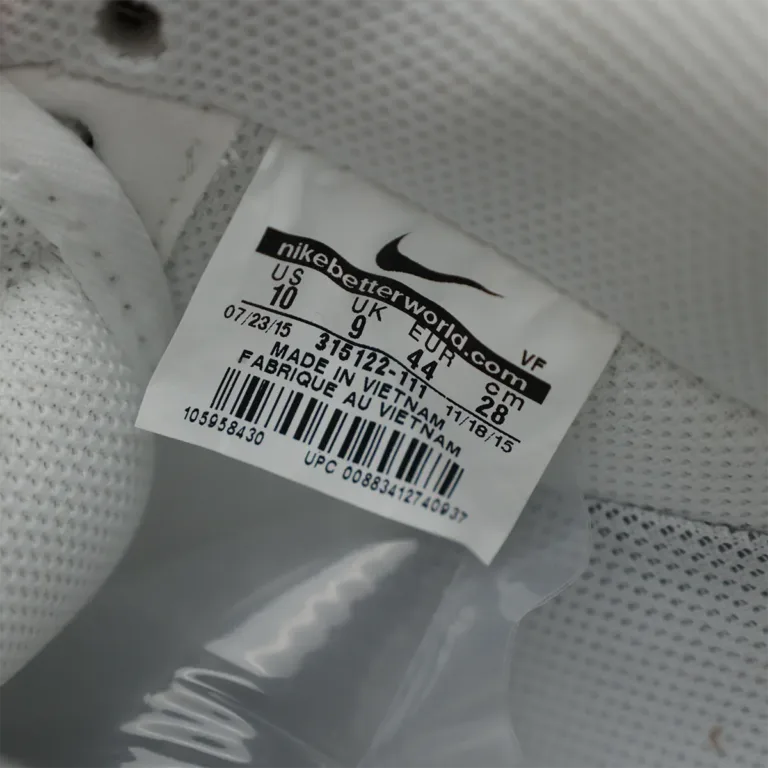 nikebetterworld.com
VF
US UK EUR cm
10 9 44 28
07/23/15 315122-111 11/18/15
MADE IN VIETNAM
FABRIQUE AU VIETNAM
105958430
UPC 00883412740937